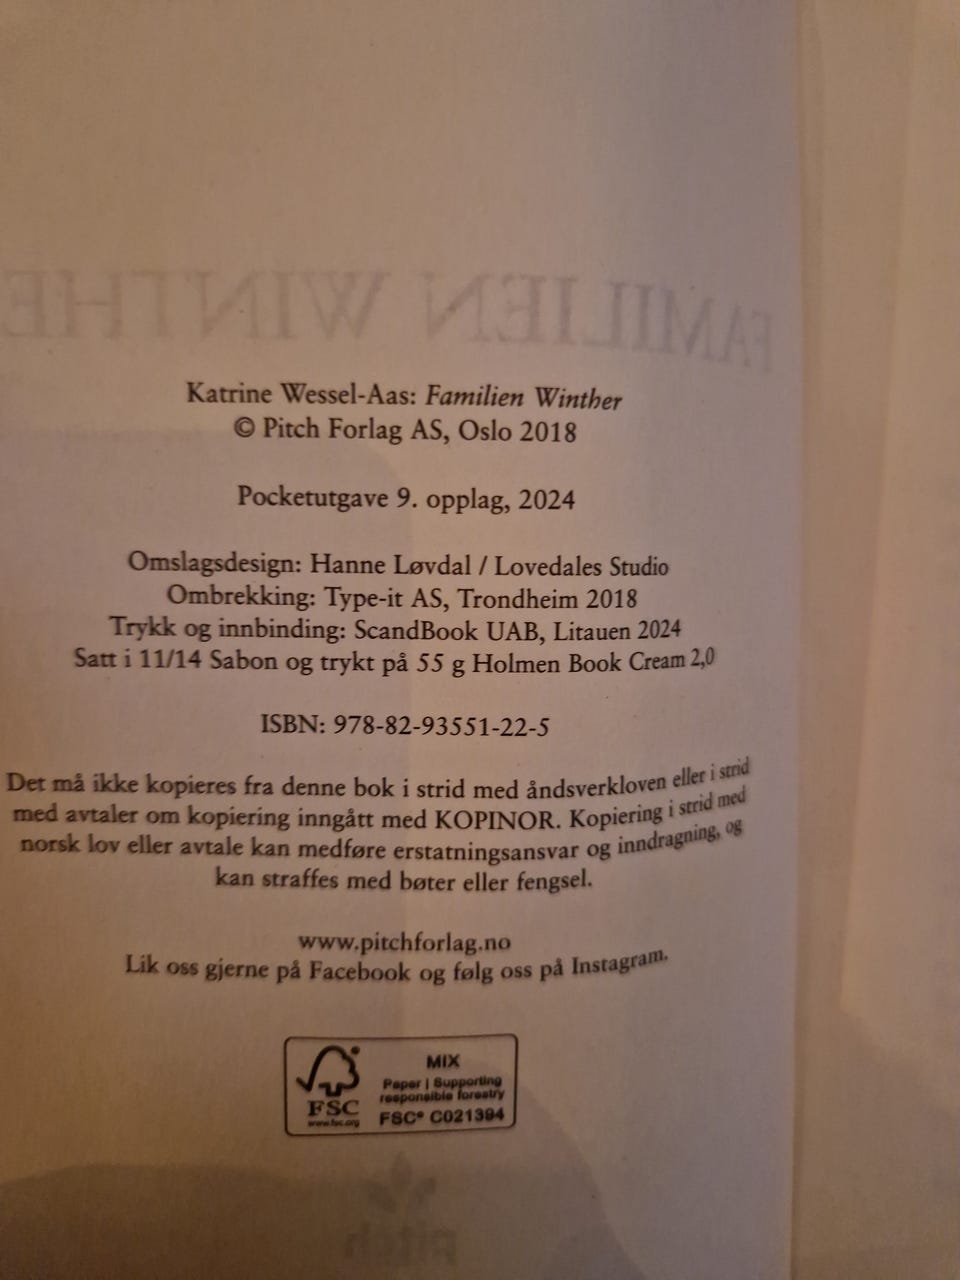 FAMILIEN WINTHE
Katrine Wessel-Aas: Familien Winther
© Pitch Forlag AS, Oslo 2018
Pocketutgave 9. opplag, 2024
Omslagsdesign: Hanne Løvdal / Lovedales Studio
Ombrekking: Type-it AS, Trondheim 2018
Trykk og innbinding: ScandBook UAB, Litauen 2024
Satt i 11/14 Sabon og trykt på 55 g Holmen Book Cream 2,0
ISBN: 978-82-93551-22-5
Det må ikke kopieres fra denne bok i strid med åndsverkloven eller i strid
med avtaler om kopiering inngått med KOPINOR. Kopiering i strid med
norsk lov eller avtale kan medføre erstatningsansvar og inndragning, og
kan straffes med bøter eller fengsel.
www.pitchforlag.no
Lik oss gjerne på Facebook og følg oss på Instagram.
FSC
www.fsc.org
MIX
Paper | Supporting
responsible forestry
FSC® C021394
pitch